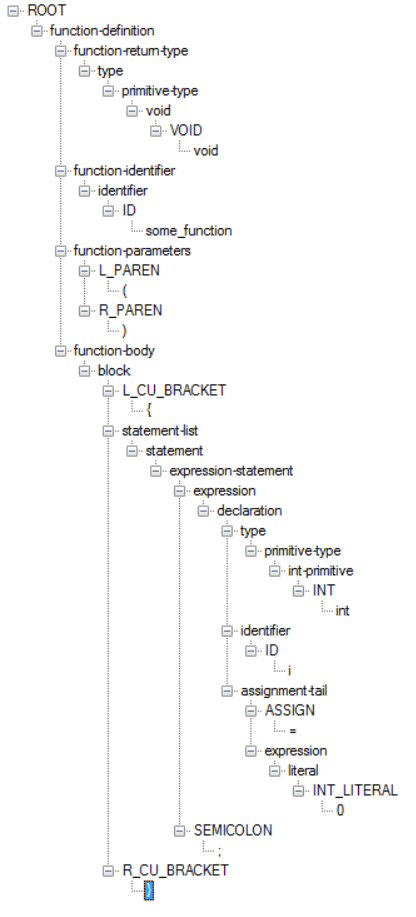 ROOT
function-definition
function-return-type
type
primitive-type
void
VOID
void
function-identifier
identifier
ID
some_function
function-parameters
L_PAREN
(
R_PAREN
)
function-body
block
L_CU_BRACKET
{
statement-list
statement
expression-statement
expression
declaration
type
primitive-type
int-primitive
INT
int
identifier
ID
i
assignment-tail
ASSIGN
=
expression
literal
INT_LITERAL
0
SEMICOLON
;
R_CU_BRACKET
}